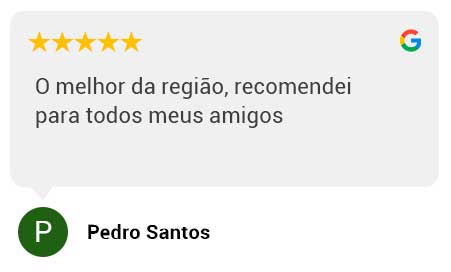 O melhor da região, recomendei
para todos meus amigos
P
Pedro Santos